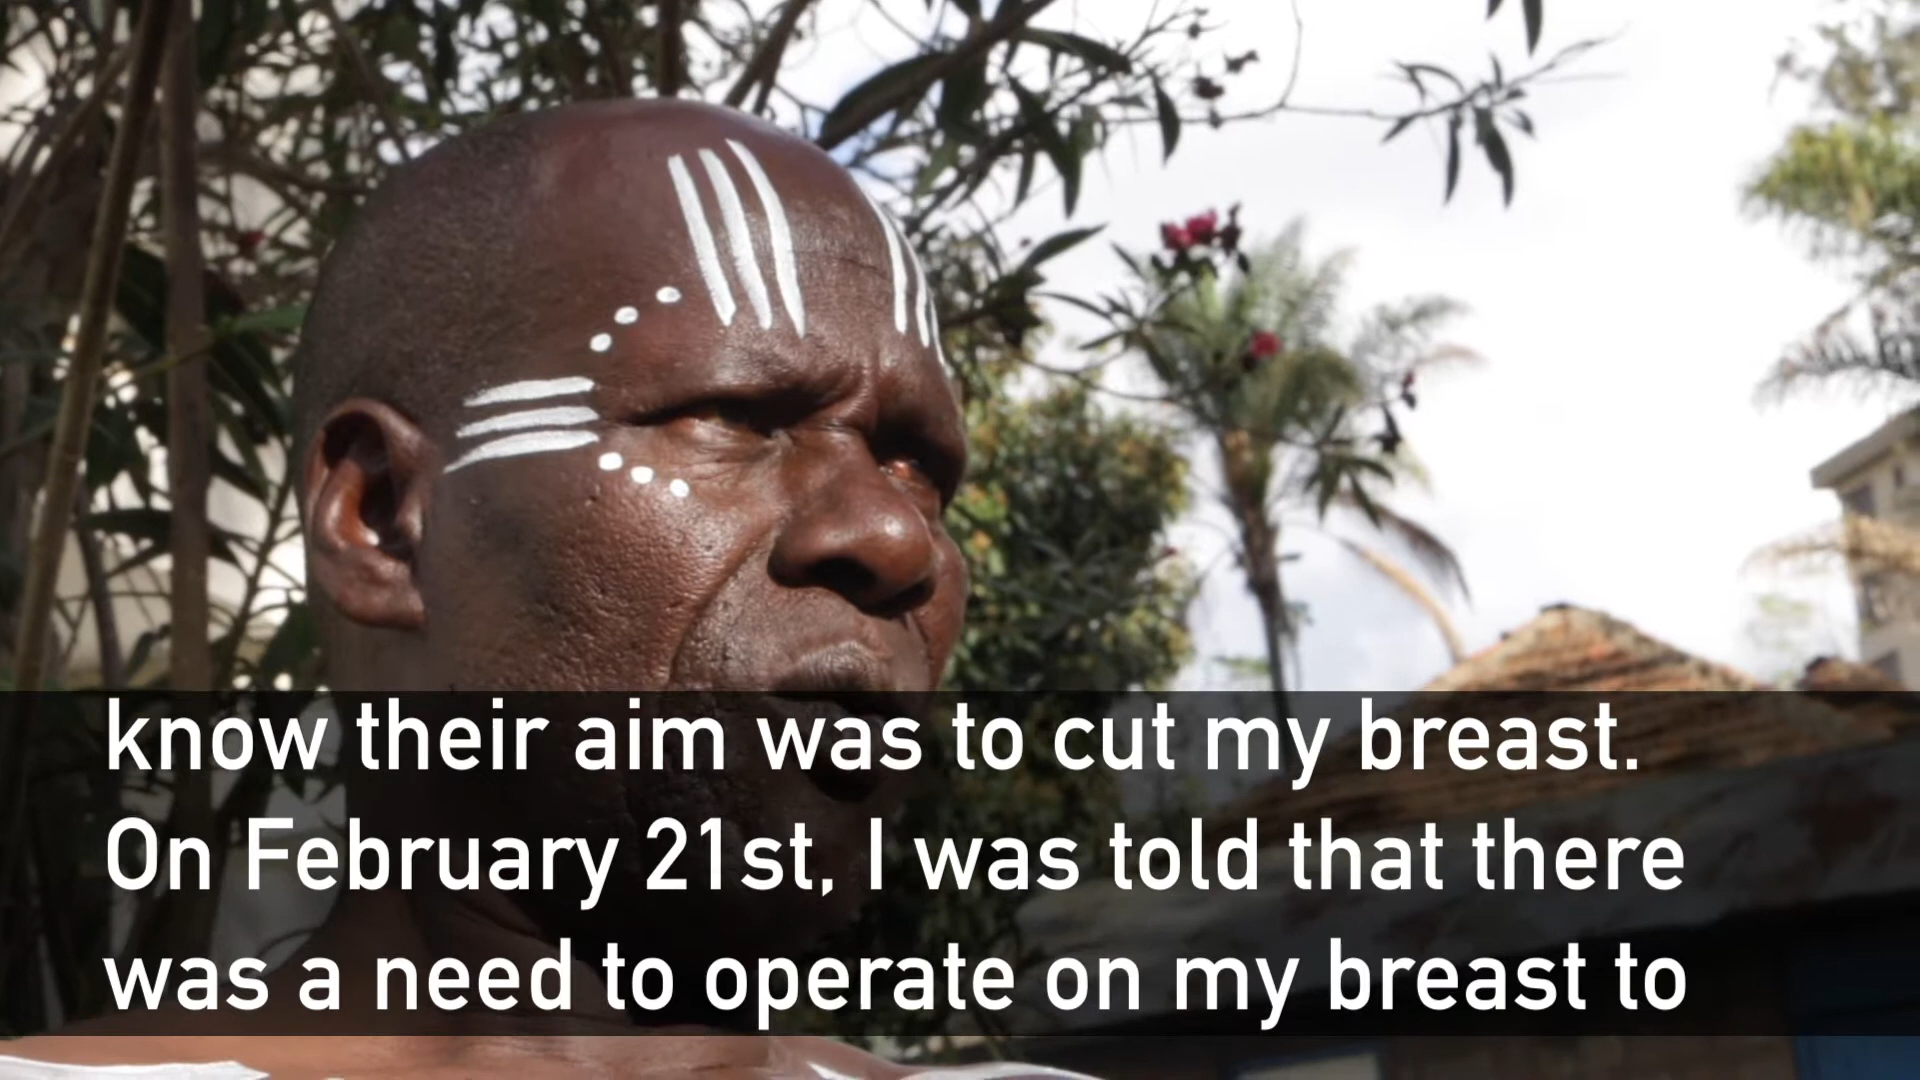 know their aim was to cut my breast.
On February 21st, I was told that there
was a need to operate on my breast to